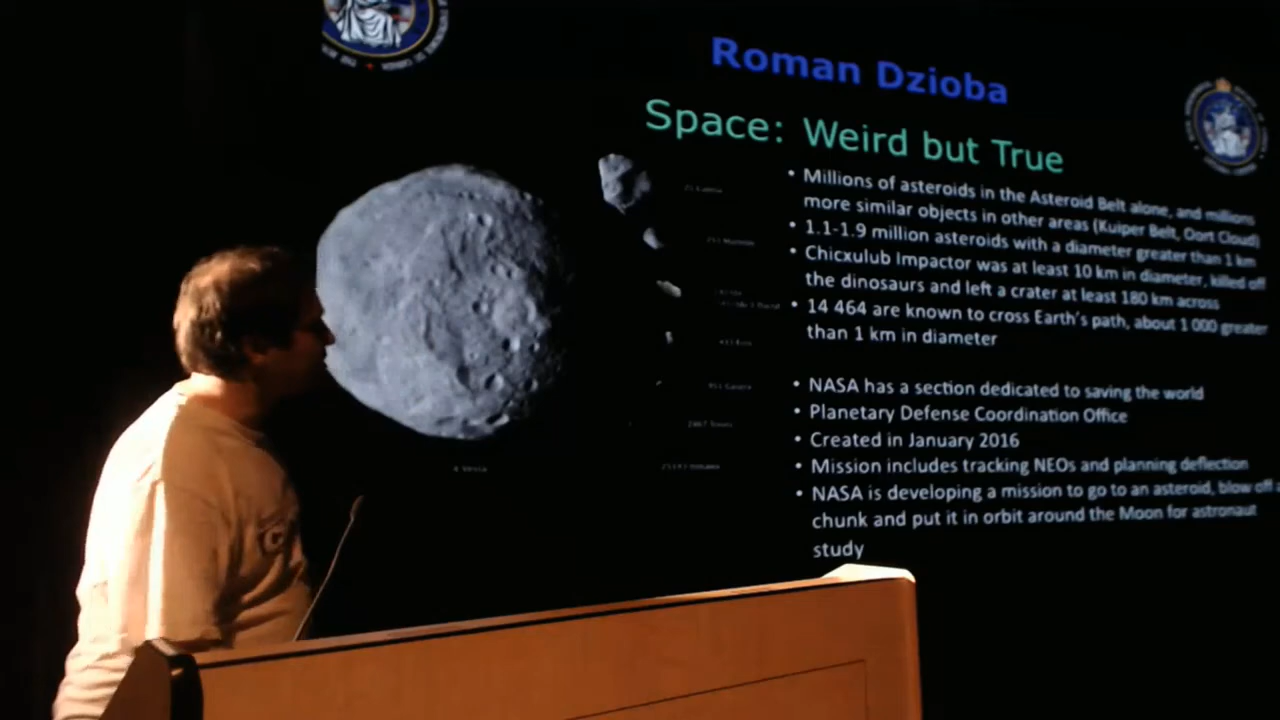 Roman Dzioba
Space: Weird but True
• Millions of asteroids in the Asteroid Belt alone, and millions
more similar objects in other areas (Kuiper Belt, Oort Cloud)
• 1.1-1.9 million asteroids with a diameter greater than 1 km
• Chicxulub Impactor was at least 10 km in diameter, killed off
the dinosaurs and left a crater at least 180 km across
• 14 464 are known to cross Earth's path, about 1 000 greater
than 1 km in diameter
• NASA has a section dedicated to saving the world
• Planetary Defense Coordination Office
• Created in January 2016
• Mission includes tracking NEOs and planning deflection
• NASA is developing a mission to go to an asteroid, blow off a
chunk and put it in orbit around the Moon for astronaut
study
4 Vesta